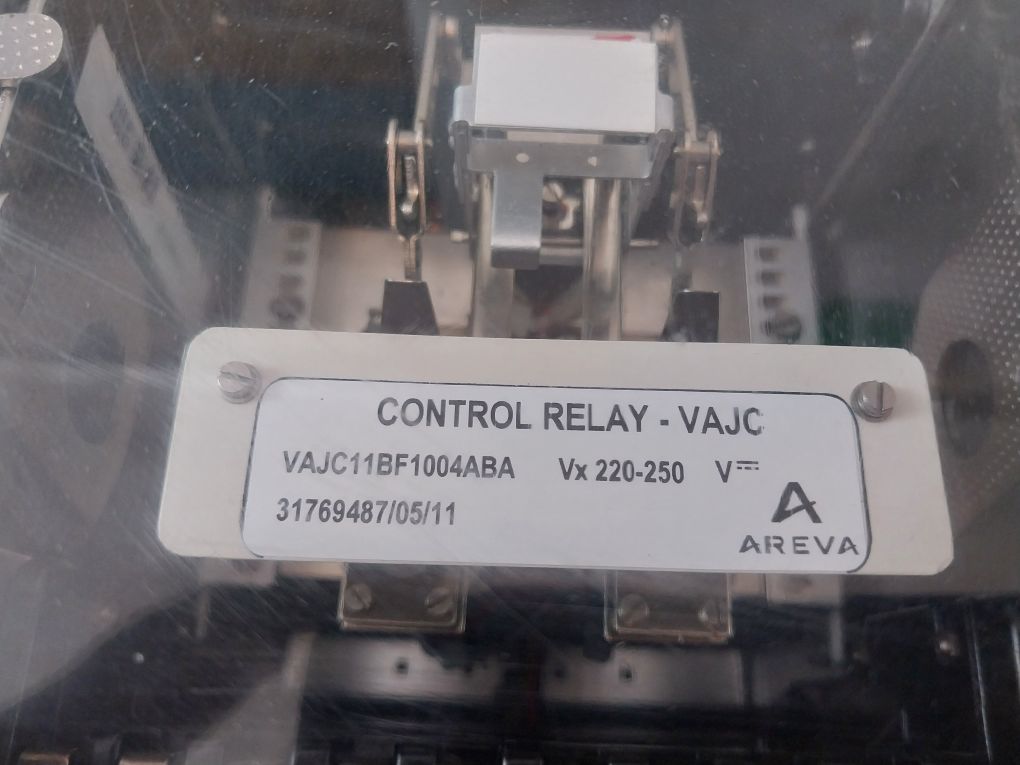 CONTROL RELAY - VAJC
VAJC11BF1004ABA Vx 220-250 V⎓
31769487/05/11
AREVA